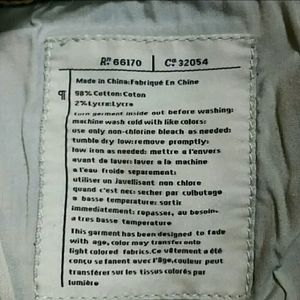 Rⁿ 66170 Cª 32054
Made in China:Fabriqué En Chine
¶ 98% Cotton:Coton
2% Lycra:Lycra
turn garment inside out before washing:
machine wash cold with like colors:
use only non-chlorine bleach as needed:
tumble dry low:remove promptly:
low iron as needed: mettre a l'envers
avant de laver: laver a la machine
a l'eau froide separement:
utiliser un javellisant non chlore
quand c'est nec: secher par culbutage
a basse temperature: sortir
immediatement: repasser, au besoin,
a tres basse temperature
This garment has been designed to fade
with age, color may transfer onto
light colored fabrics. Ce vêtement a été
conçu se fanera avec l'âge, couleur peut
transférer sur les tissus colorés par
lumière